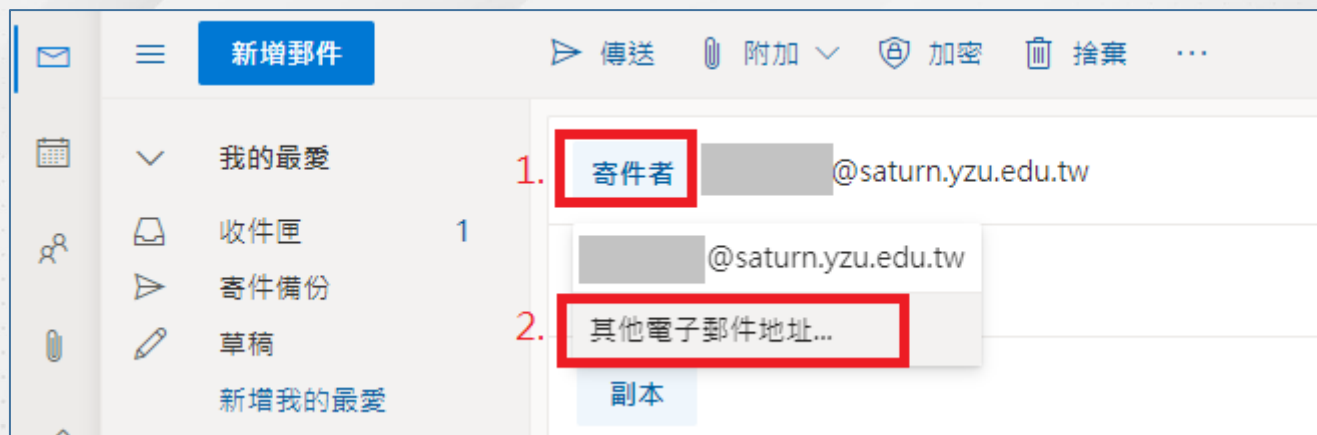 新增郵件
傳送 附加 加密 捨棄 ...
我的最愛
1. 寄件者 @saturn.yzu.edu.tw
收件匣 1
@saturn.yzu.edu.tw
寄件備份
2. 其他電子郵件地址...
草稿
副本
新增我的最愛